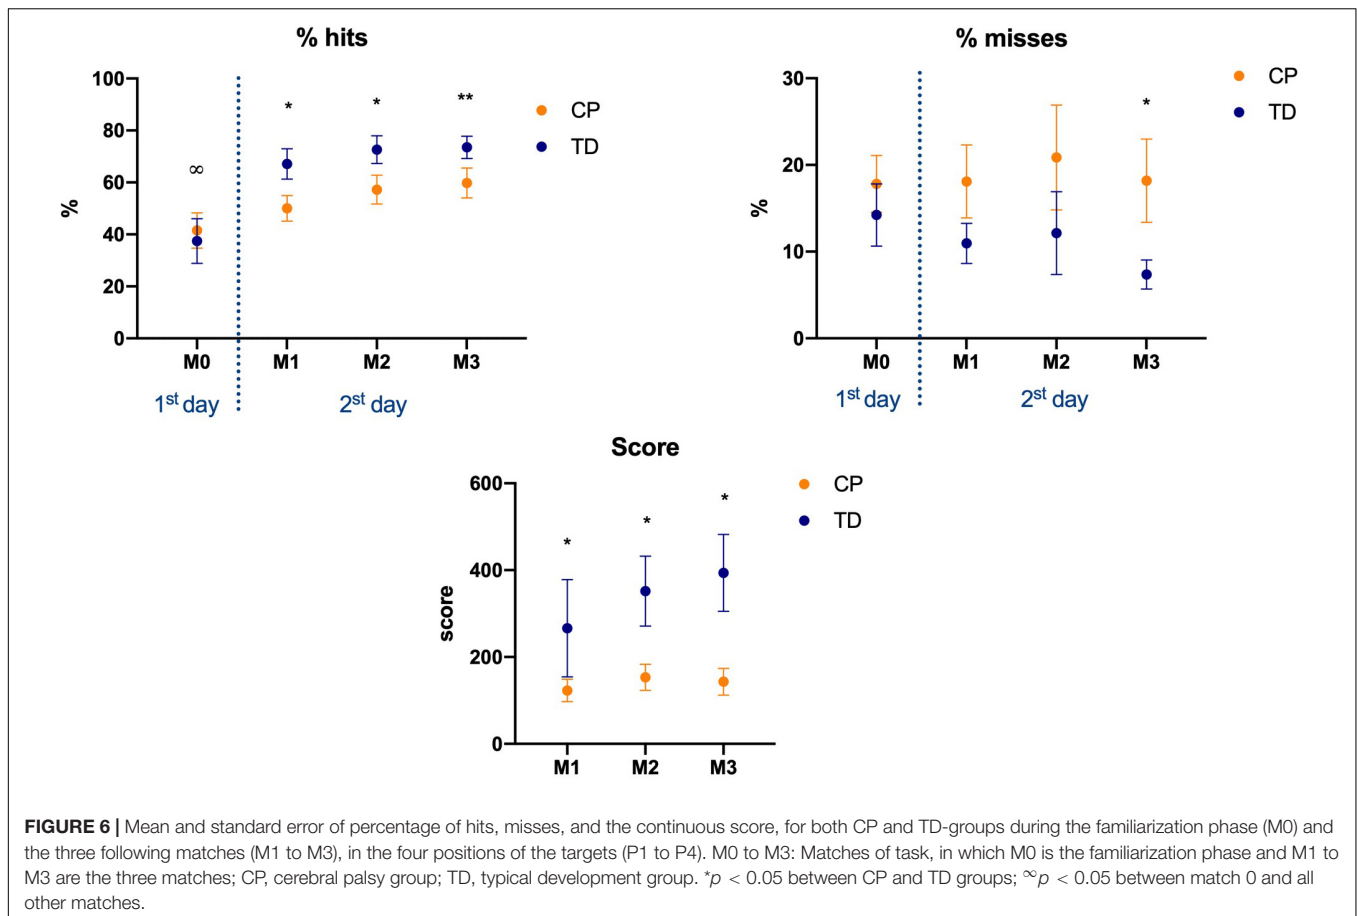 % hits
100
80
60
40
20
0
%
∞
*
*
**
CP
TD
M0 M1 M2 M3
1st day 2st day
% misses
30
20
10
0
%
*
CP
TD
M0 M1 M2 M3
1st day 2st day
Score
600
400
200
0
score
*
*
*
CP
TD
M1 M2 M3
FIGURE 6 | Mean and standard error of percentage of hits, misses, and the continuous score, for both CP and TD-groups during the familiarization phase (M0) and
the three following matches (M1 to M3), in the four positions of the targets (P1 to P4). M0 to M3: Matches of task, in which M0 is the familiarization phase and M1 to
M3 are the three matches; CP, cerebral palsy group; TD, typical development group. *p < 0.05 between CP and TD groups; ∞p < 0.05 between match 0 and all
other matches.